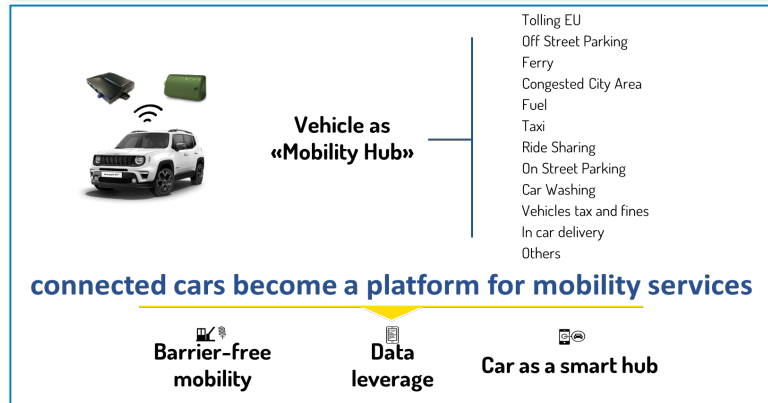 Tolling EU
Off Street Parking
Ferry
Congested City Area
Fuel
Taxi
Ride Sharing
On Street Parking
Car Washing
Vehicles tax and fines
In car delivery
Others
Vehicle as
«Mobility Hub»
connected cars become a platform for mobility services
Barrier-free
mobility
Data
leverage
Car as a smart hub